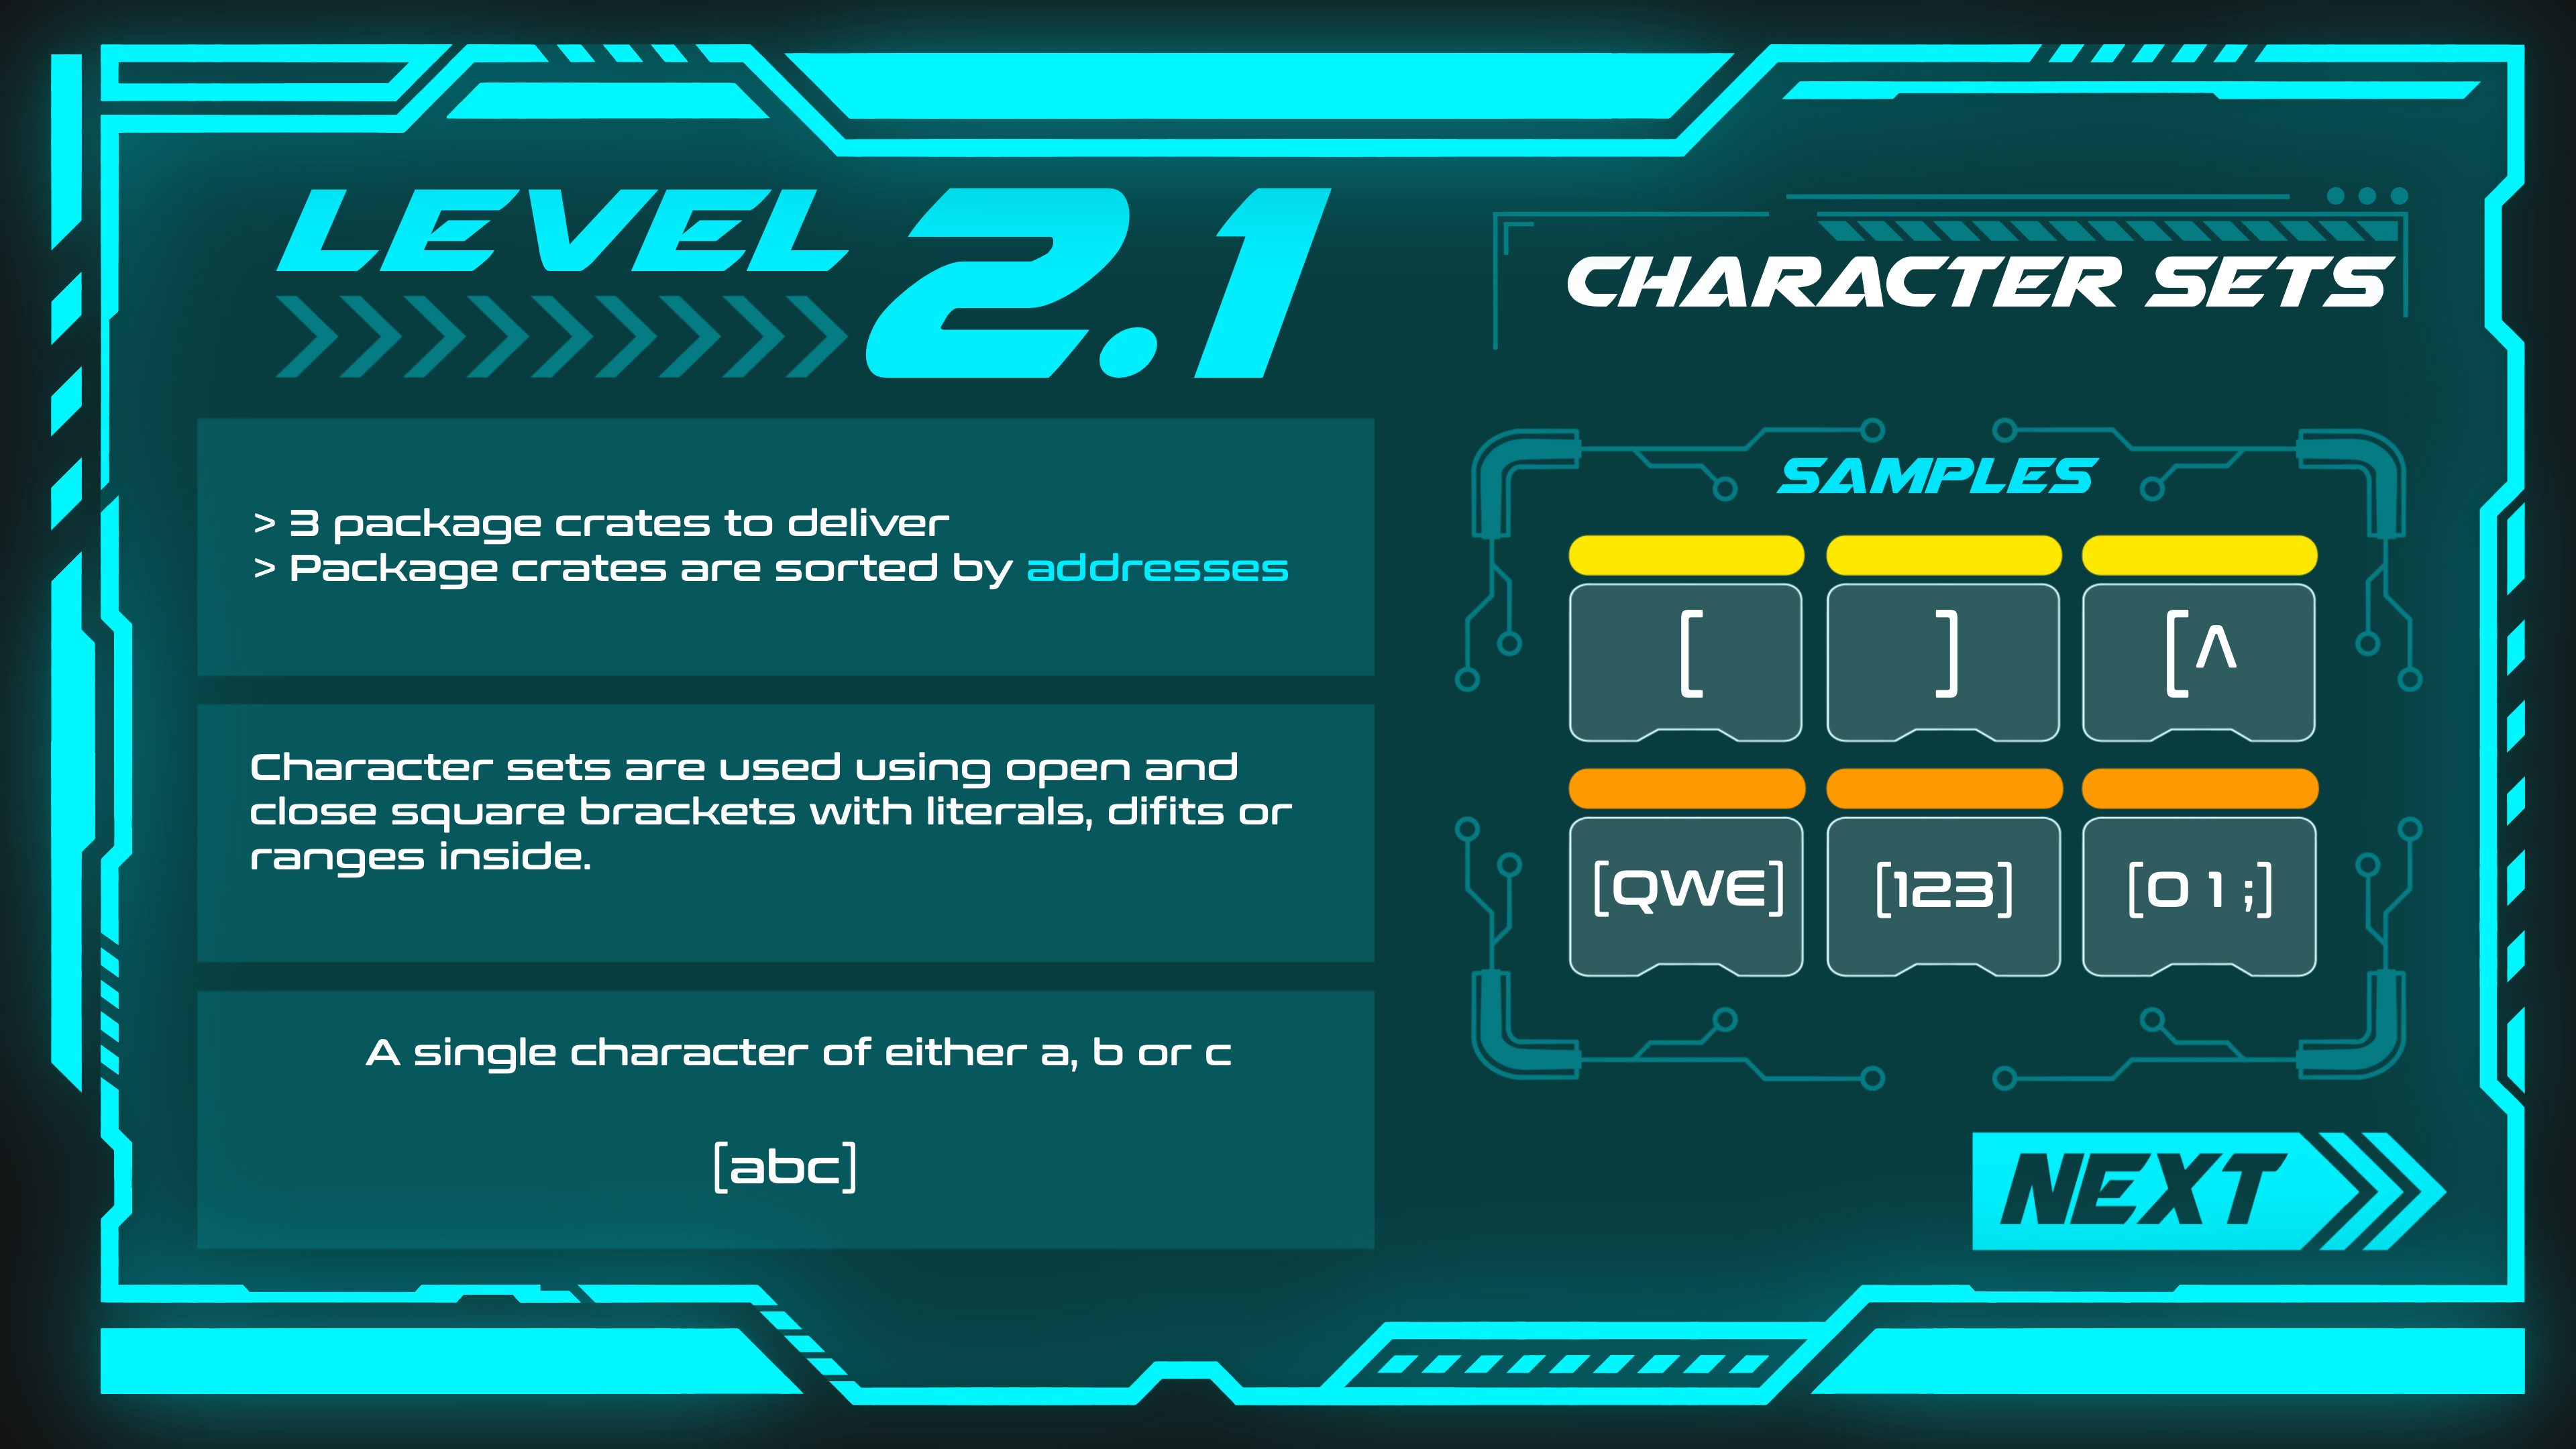 LEVEL 2.1
CHARACTER SETS
> 3 package crates to deliver
> Package crates are sorted by addresses
Character sets are used using open and
close square brackets with literals, difits or
ranges inside.
A single character of either a, b or c
[abc]
SAMPLES
[ ] [^
[QWE] [123] [0 1 ;]
NEXT